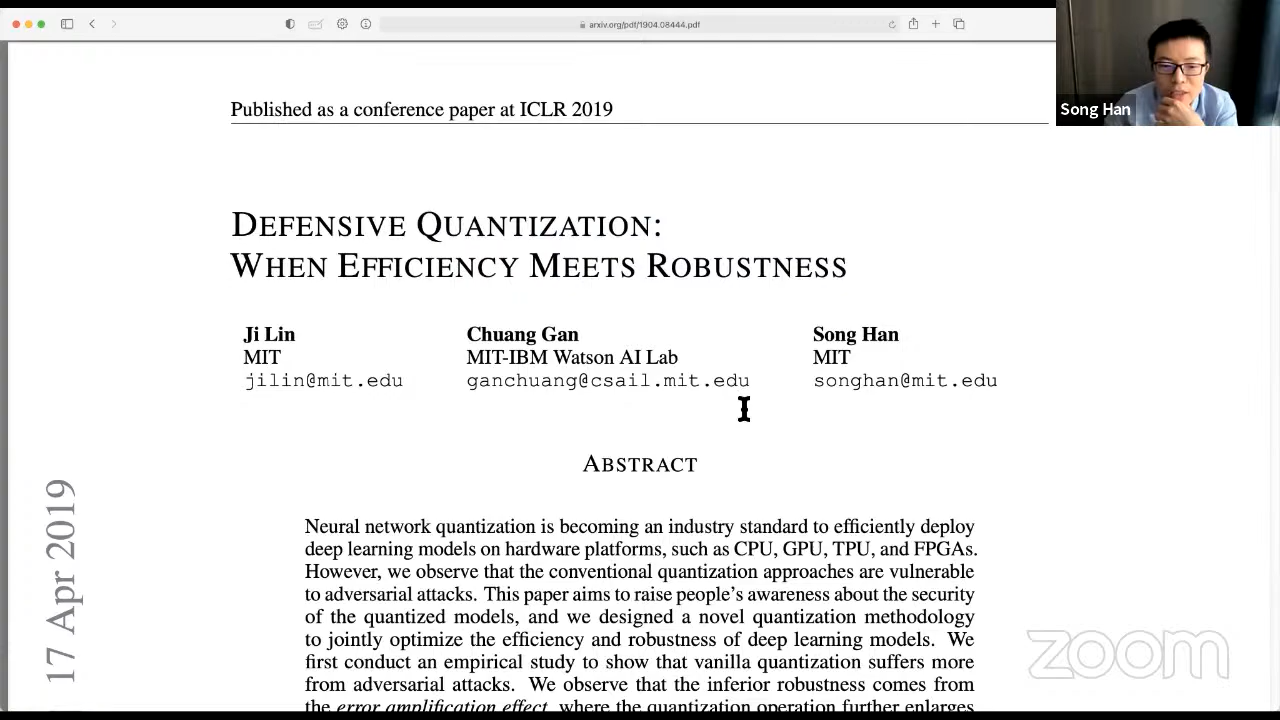 arxiv.org/pdf/1904.08444.pdf
Song Han
Published as a conference paper at ICLR 2019
DEFENSIVE QUANTIZATION:
WHEN EFFICIENCY MEETS ROBUSTNESS
Ji Lin
MIT
jilin@mit.edu
Chuang Gan
MIT-IBM Watson AI Lab
ganchuang@csail.mit.edu
Song Han
MIT
songhan@mit.edu
ABSTRACT
Neural network quantization is becoming an industry standard to efficiently deploy
deep learning models on hardware platforms, such as CPU, GPU, TPU, and FPGAs.
However, we observe that the conventional quantization approaches are vulnerable
to adversarial attacks. This paper aims to raise people's awareness about the security
of the quantized models, and we designed a novel quantization methodology
to jointly optimize the efficiency and robustness of deep learning models. We
first conduct an empirical study to show that vanilla quantization suffers more
from adversarial attacks. We observe that the inferior robustness comes from
the error amplification effect, where the quantization operation further enlarges
17 Apr 2019
zoom